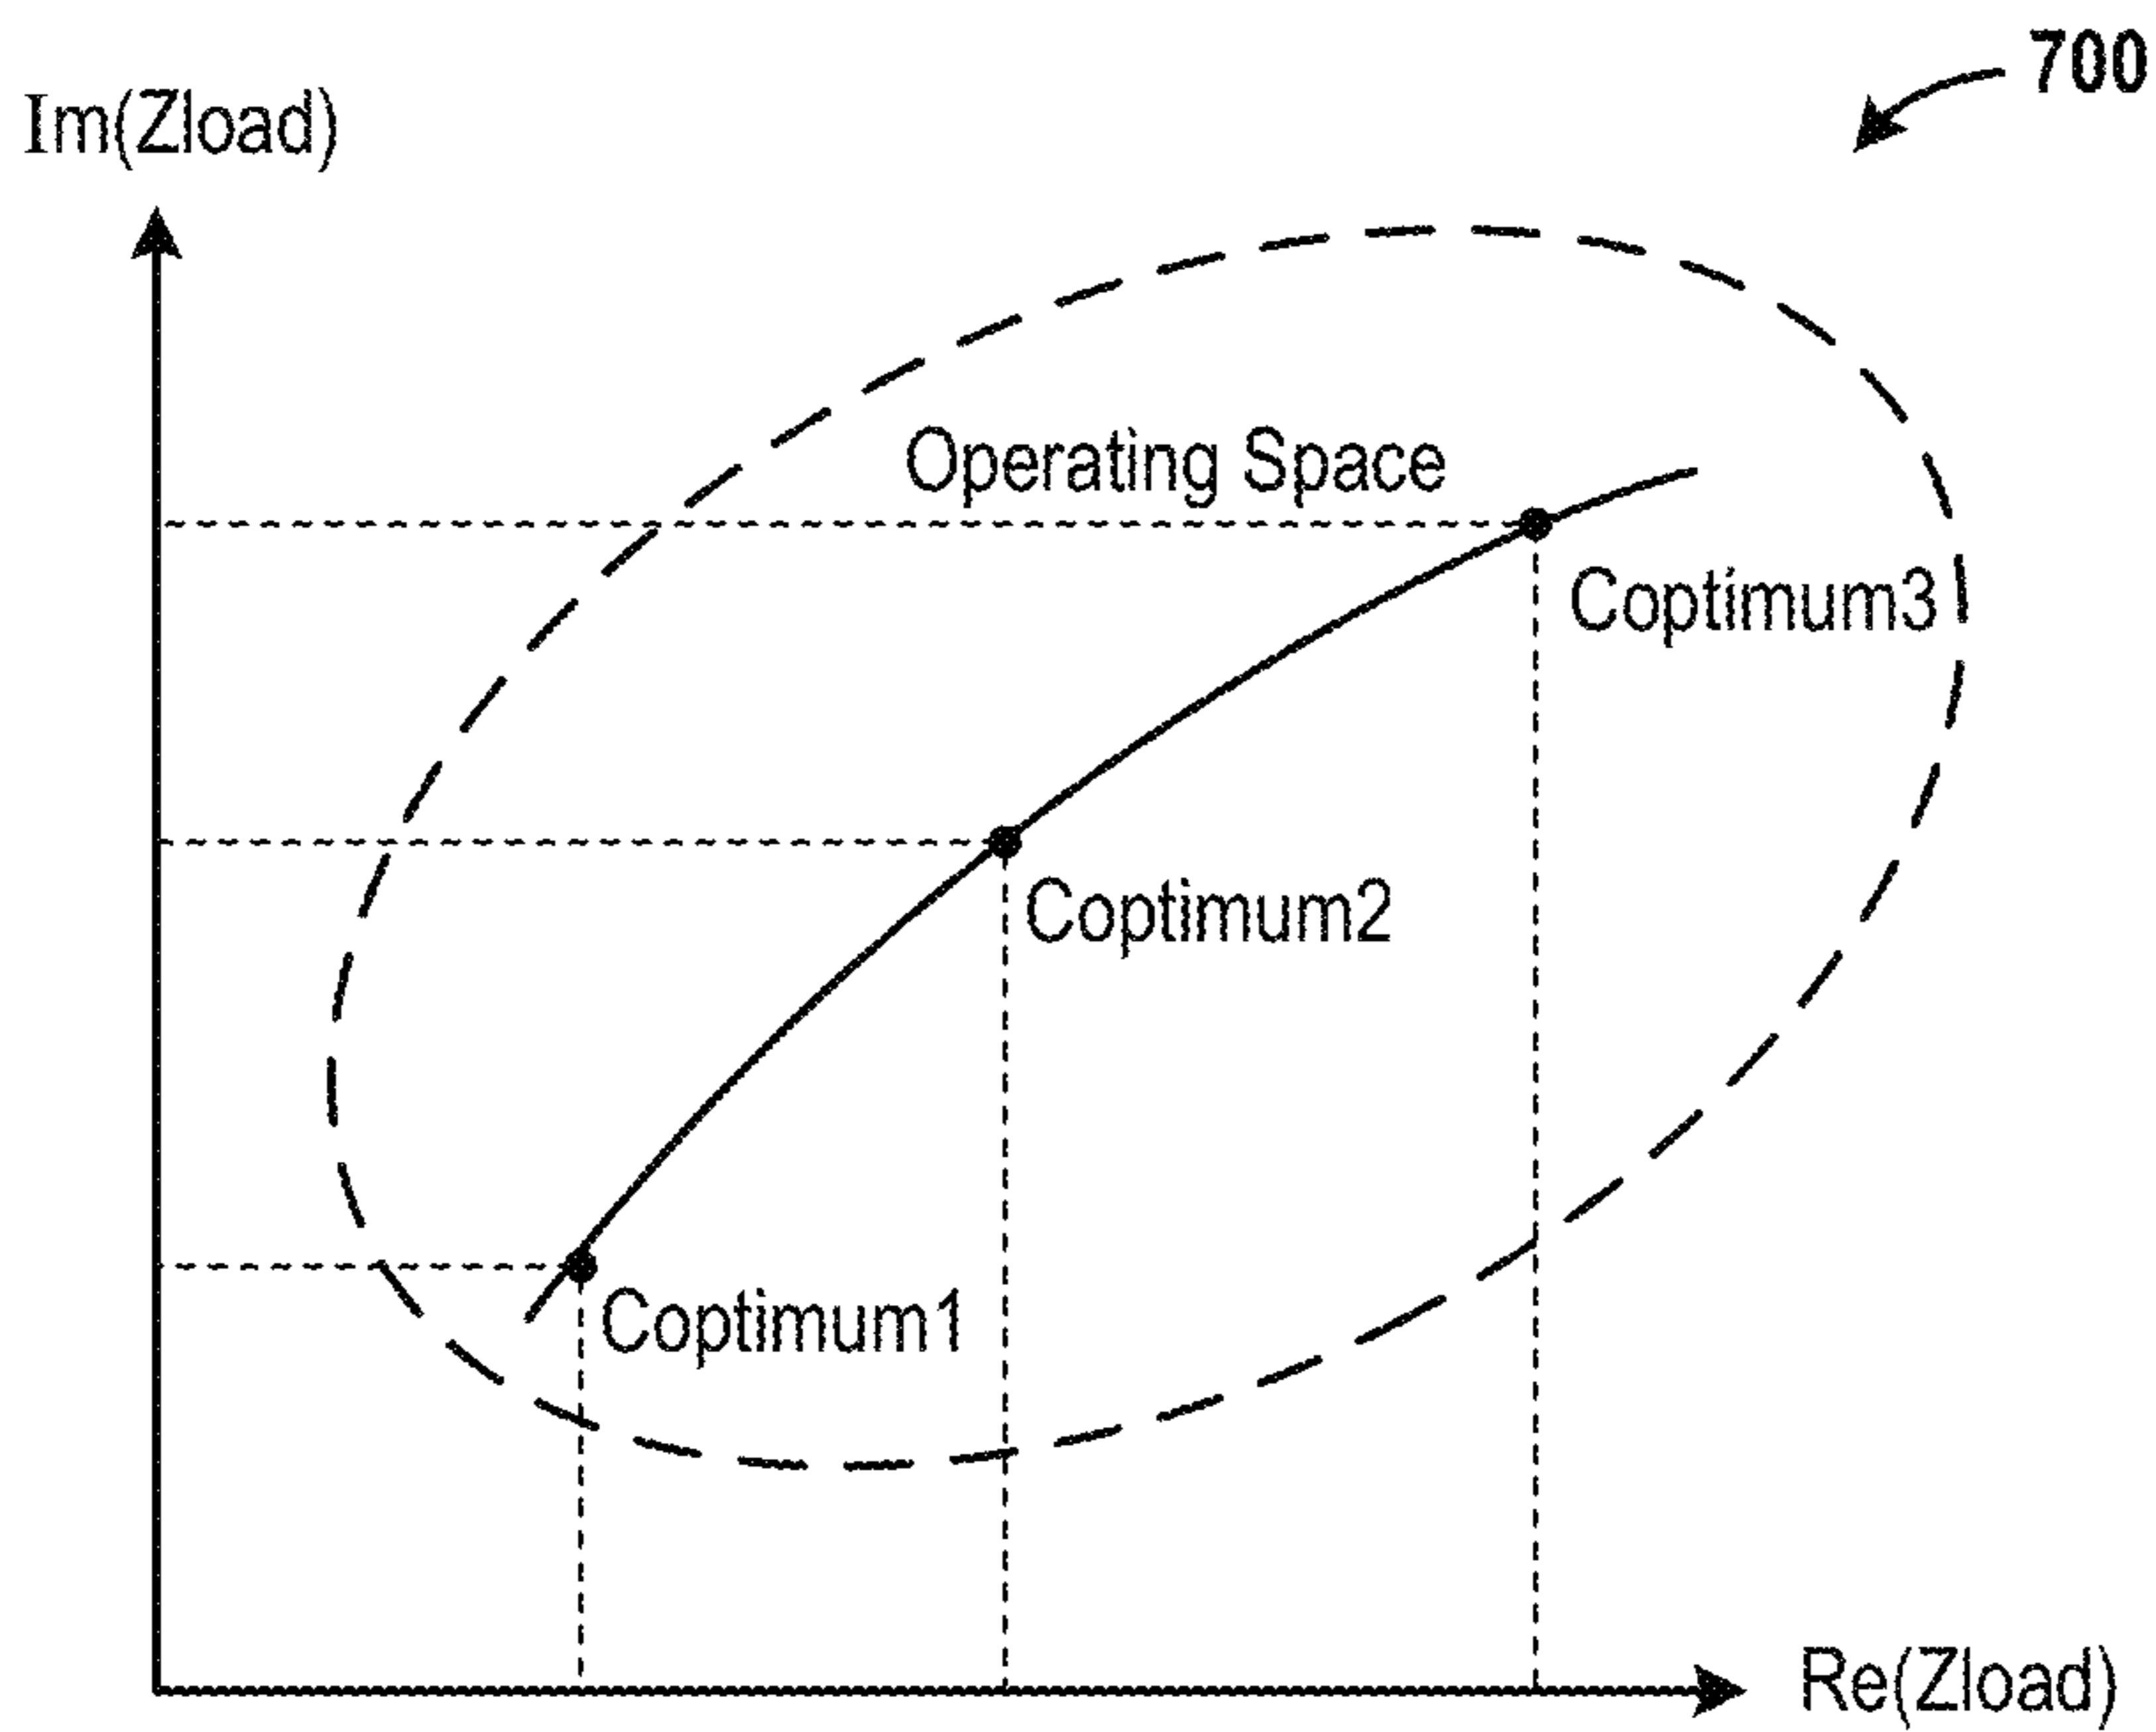 700
Im(Zload)
Operating Space
Coptimum3
Coptimum2
Coptimum1
Re(Zload)